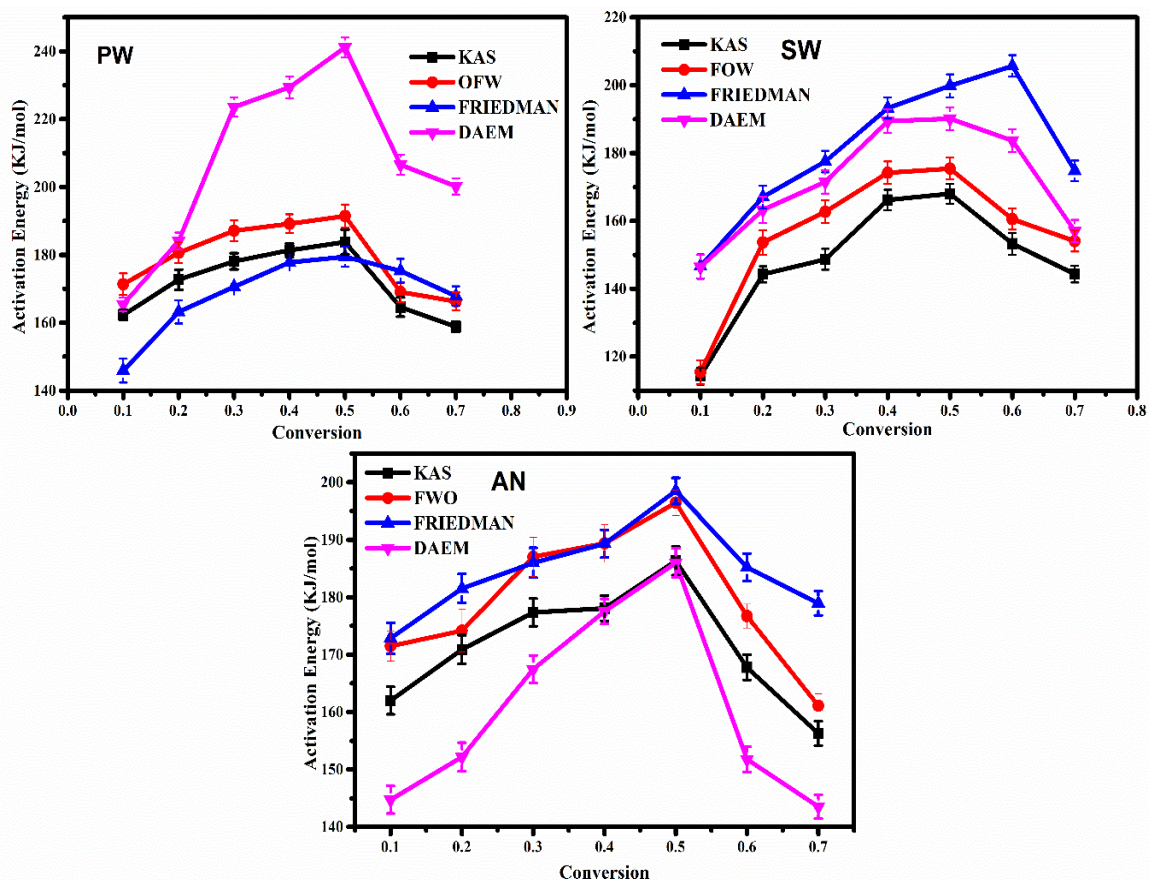 PW
KAS
OFW
FRIEDMAN
DAEM
Activation Energy (KJ/mol)
240
220
200
180
160
140
0.0 0.1 0.2 0.3 0.4 0.5 0.6 0.7 0.8 0.9
Conversion
SW
KAS
FOW
FRIEDMAN
DAEM
Activation Energy (KJ/mol)
220
200
180
160
140
120
0.0 0.1 0.2 0.3 0.4 0.5 0.6 0.7 0.8
Conversion
AN
KAS
FWO
FRIEDMAN
DAEM
Activation Energy (KJ/mol)
200
190
180
170
160
150
140
0.1 0.2 0.3 0.4 0.5 0.6 0.7
Conversion